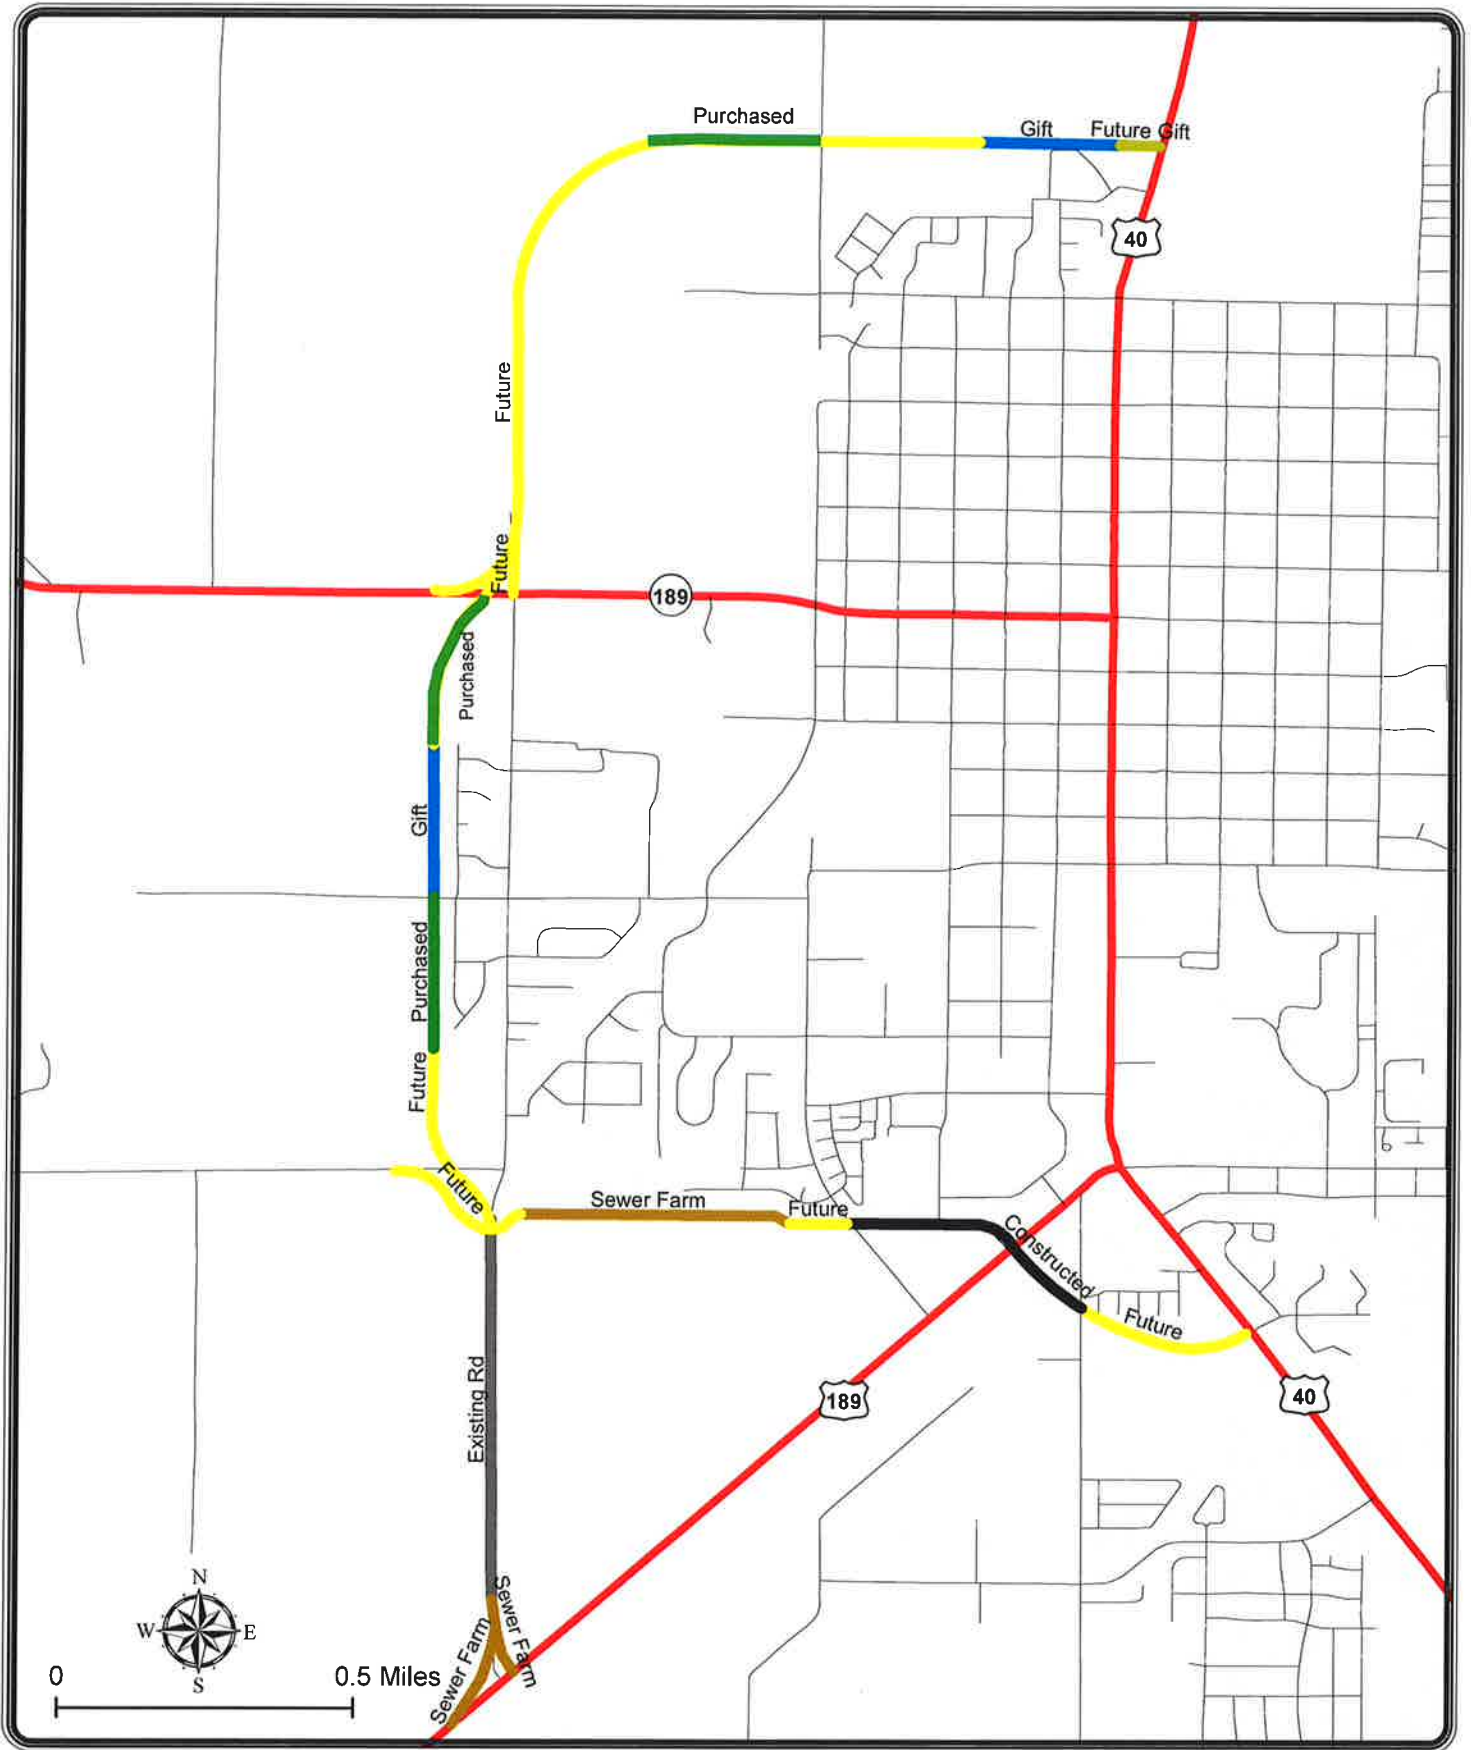 Purchased
Gift
Future Gift
40
Future
Future
189
Purchased
Gift
Purchased
Future
Future
Sewer Farm
Future
Constructed
Future
Existing Rd
189
40
Sewer Farm
Sewer Farm
N
W
E
S
0
0.5 Miles